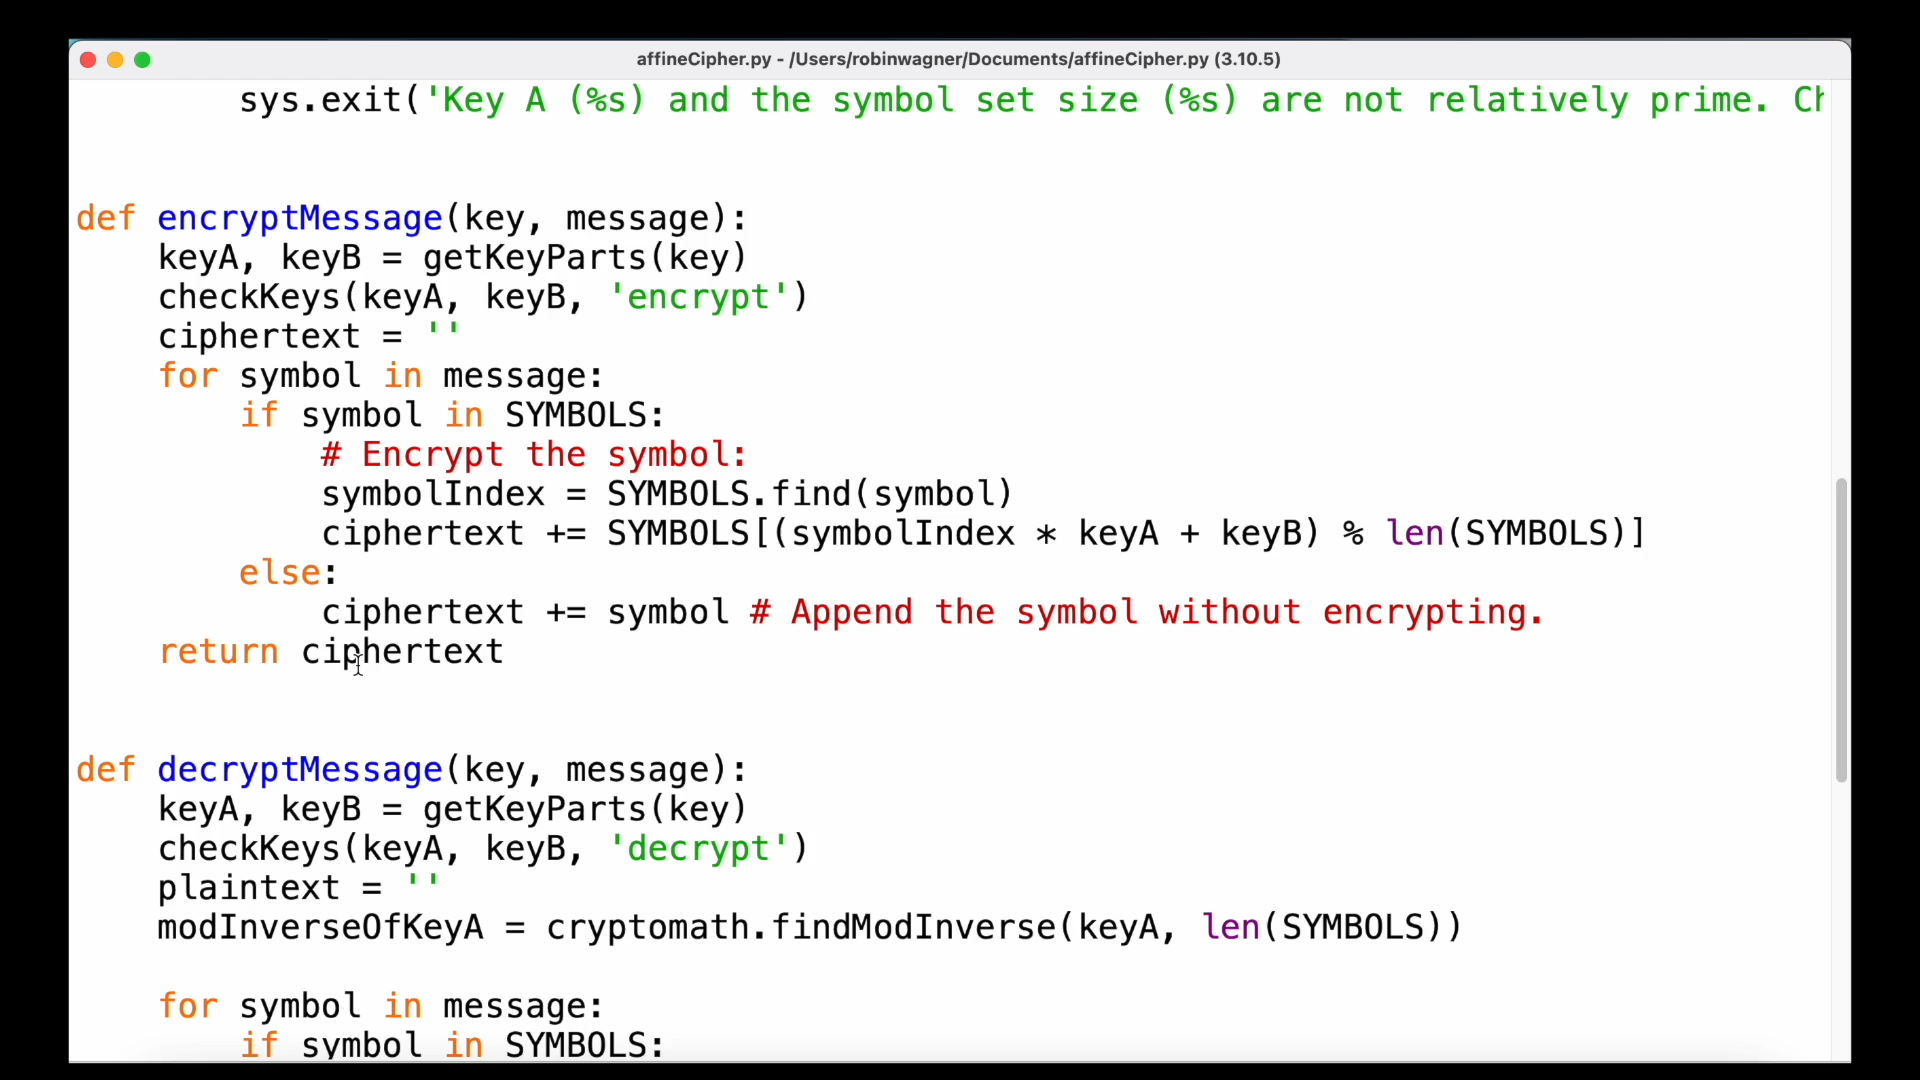 affineCipher.py - /Users/robinwagner/Documents/affineCipher.py (3.10.5)
        sys.exit('Key A (%s) and the symbol set size (%s) are not relatively prime. Ch
def encryptMessage(key, message):
    keyA, keyB = getKeyParts(key)
    checkKeys(keyA, keyB, 'encrypt')
    ciphertext = ''
    for symbol in message:
        if symbol in SYMBOLS:
            # Encrypt the symbol:
            symbolIndex = SYMBOLS.find(symbol)
            ciphertext += SYMBOLS[(symbolIndex * keyA + keyB) % len(SYMBOLS)]
        else:
            ciphertext += symbol # Append the symbol without encrypting.
    return ciphertext
def decryptMessage(key, message):
    keyA, keyB = getKeyParts(key)
    checkKeys(keyA, keyB, 'decrypt')
    plaintext = ''
    modInverseOfKeyA = cryptomath.findModInverse(keyA, len(SYMBOLS))
    for symbol in message:
        if symbol in SYMBOLS: